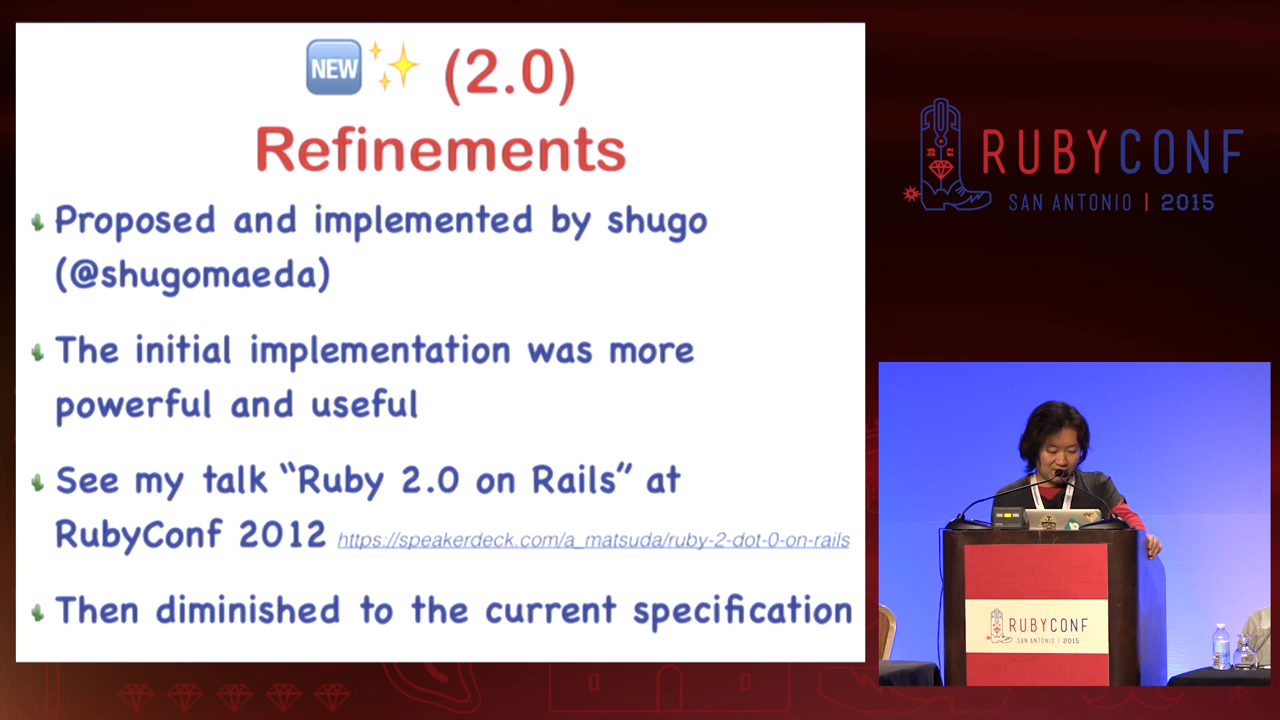 NEW (2.0)
Refinements
Proposed and implemented by shugo
(@shugomaeda)
The initial implementation was more
powerful and useful
See my talk “Ruby 2.0 on Rails” at
RubyConf 2012 https://speakerdeck.com/a_matsuda/ruby-2-dot-0-on-rails
Then diminished to the current specification
RUBYCONF
SAN ANTONIO | 2015
RUBYCONF
SAN ANTONIO | 2015